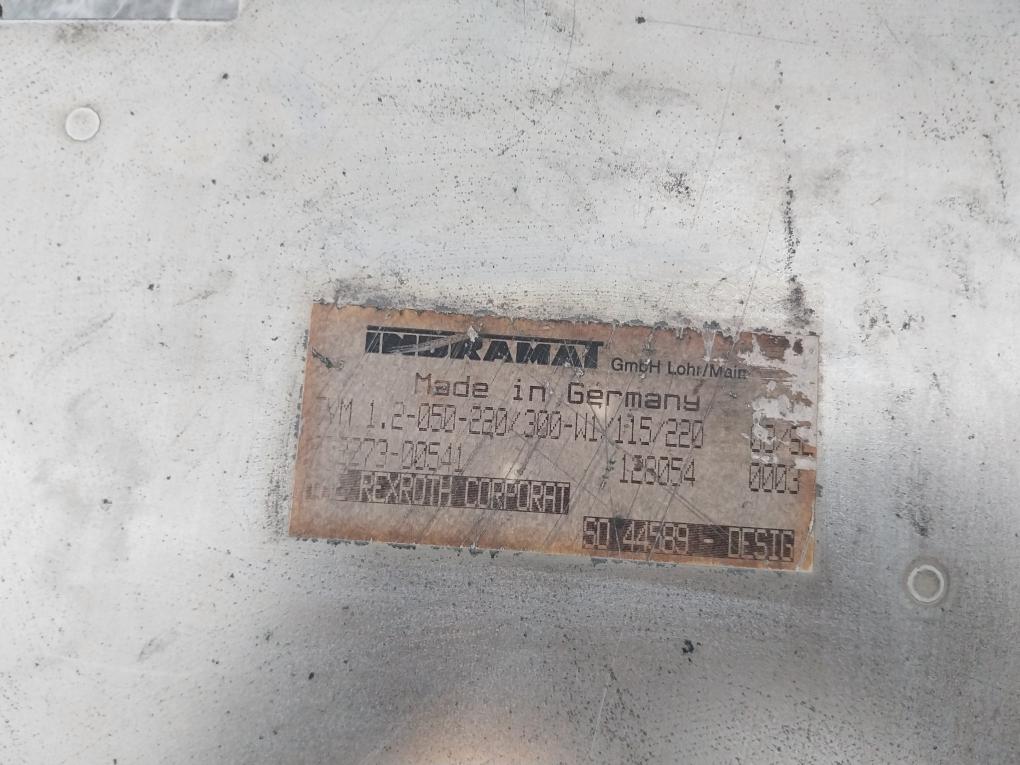 INDRAMAT GmbH Lohr/Main
Made in Germany
TVM 1.2-050-220/300-W1/115/220
273-00541 128054 0003
REXROTH CORPORAT
SO 44589 - DESIG